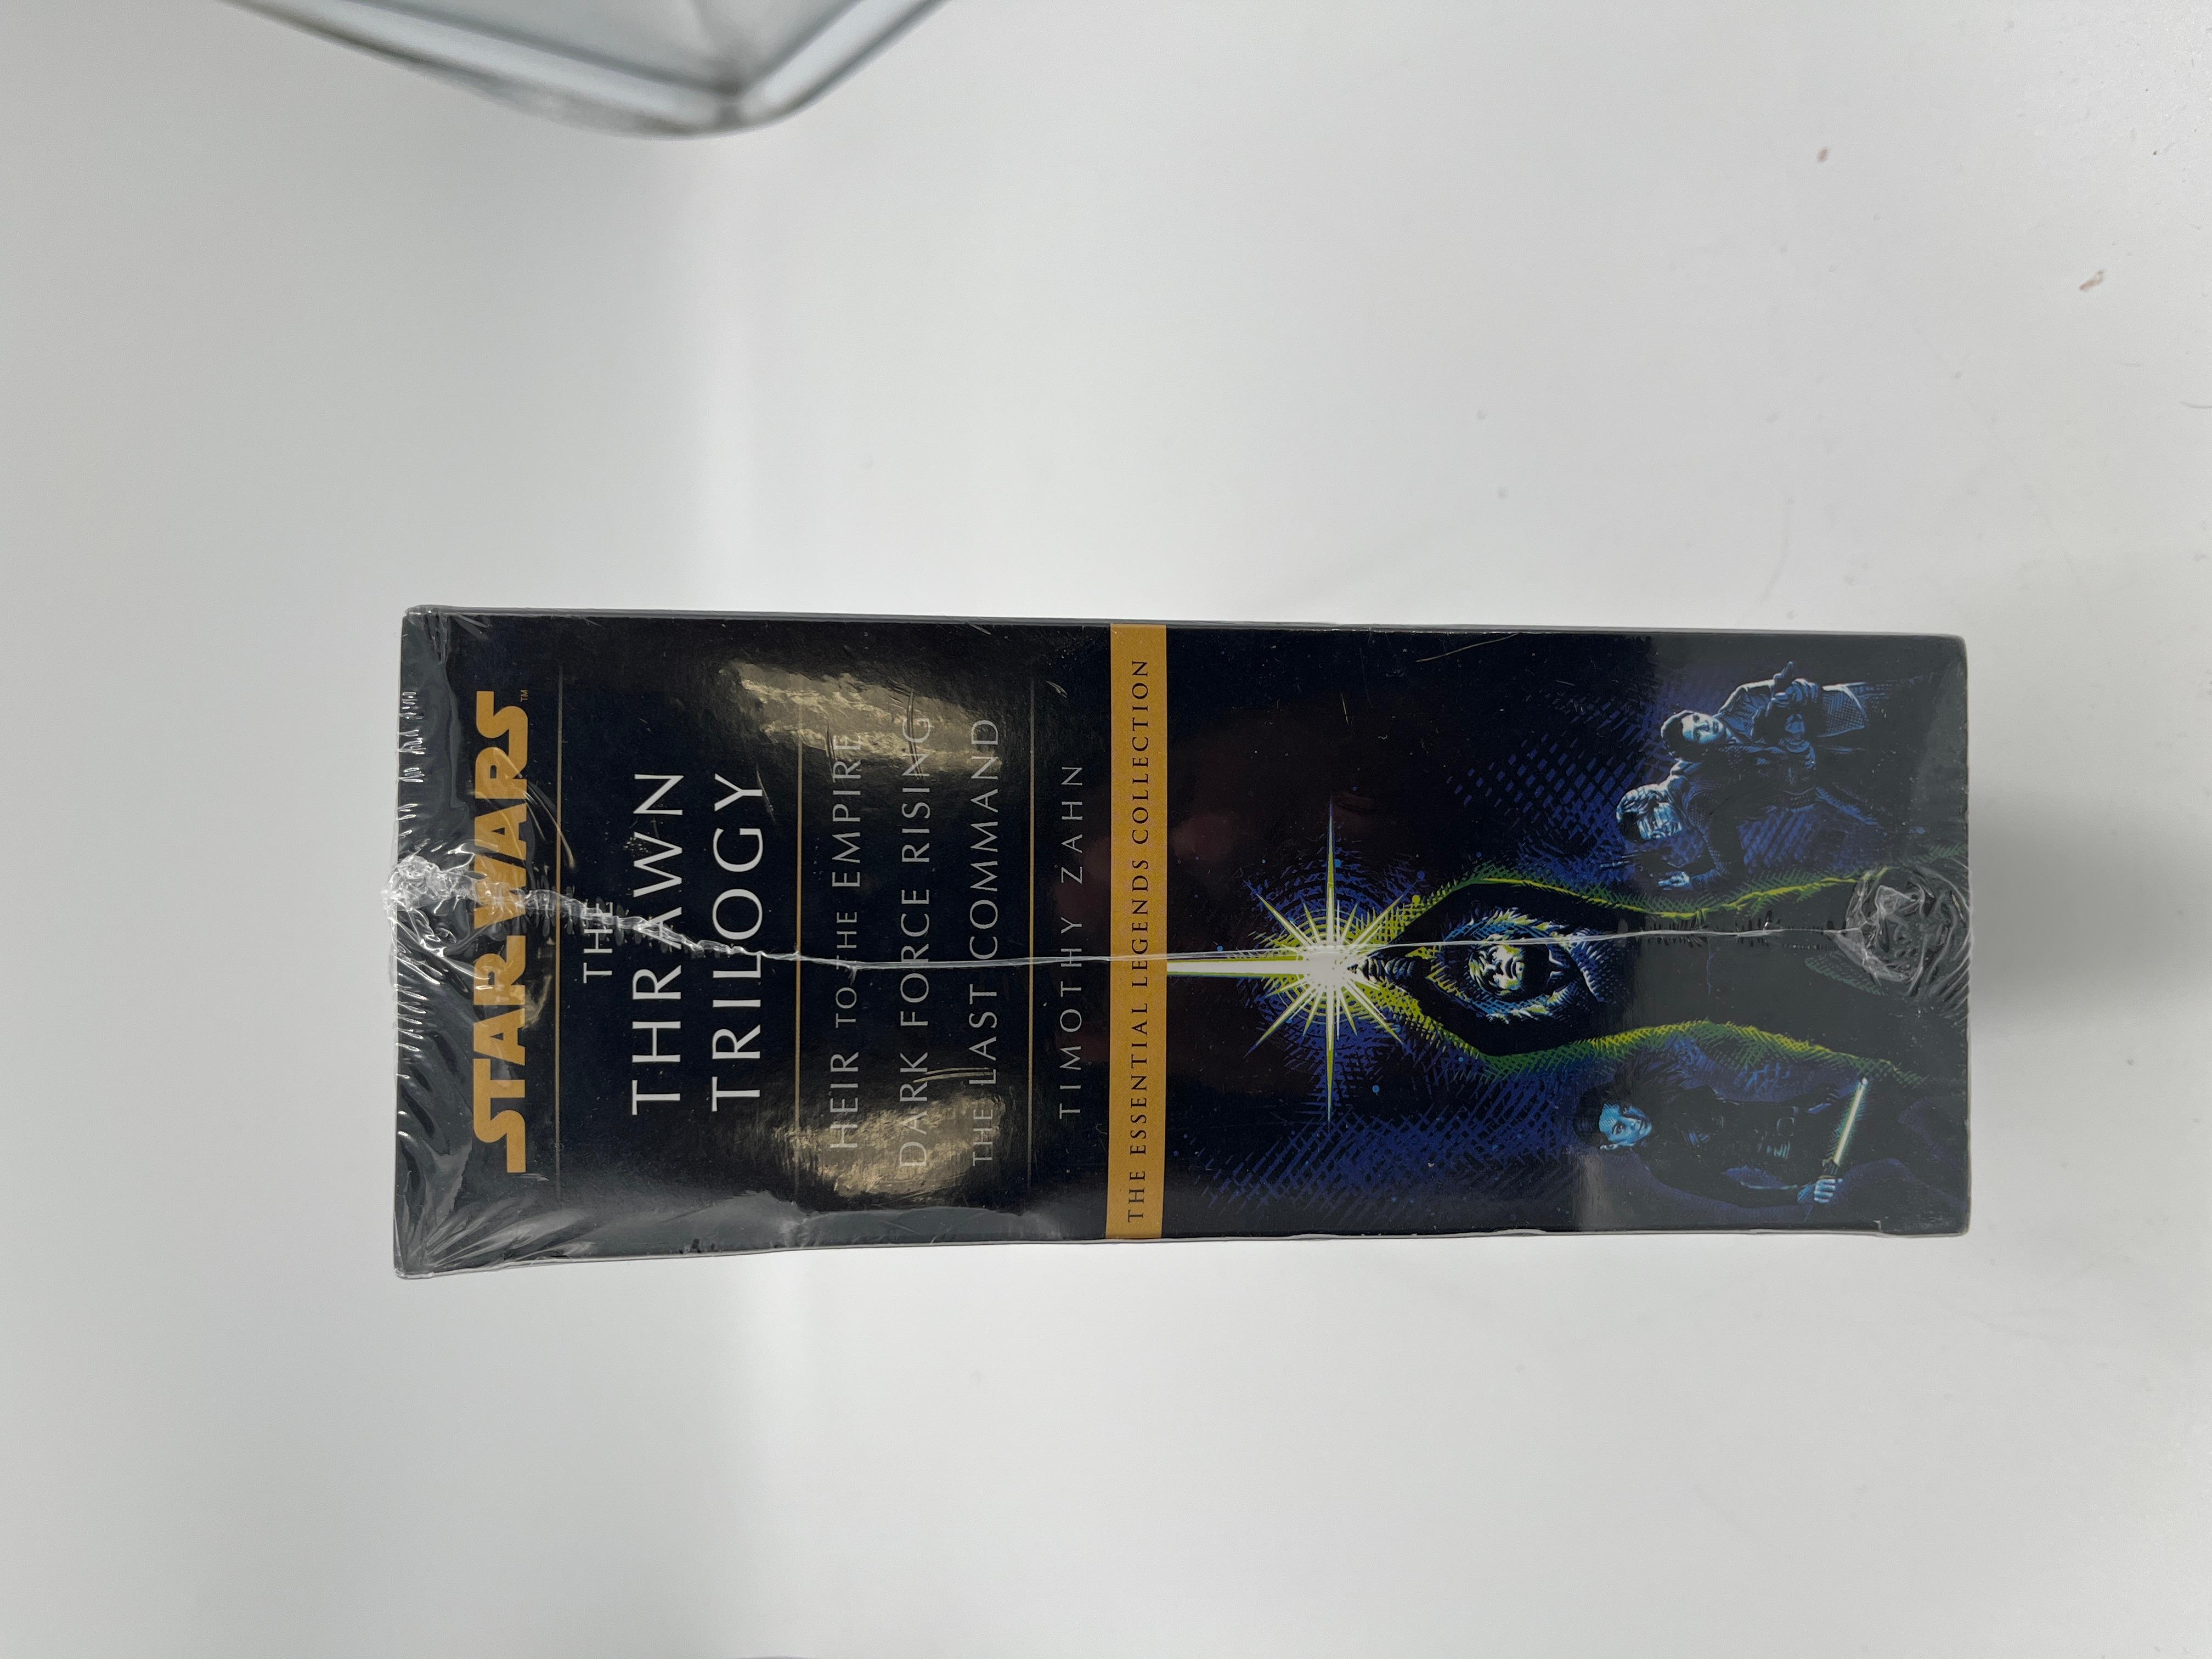 STAR WARS™
THE
THRAWN
TRILOGY
HEIR TO THE EMPIRE
DARK FORCE RISING
THE LAST COMMAND
TIMOTHY ZAHN
THE ESSENTIAL LEGENDS COLLECTION